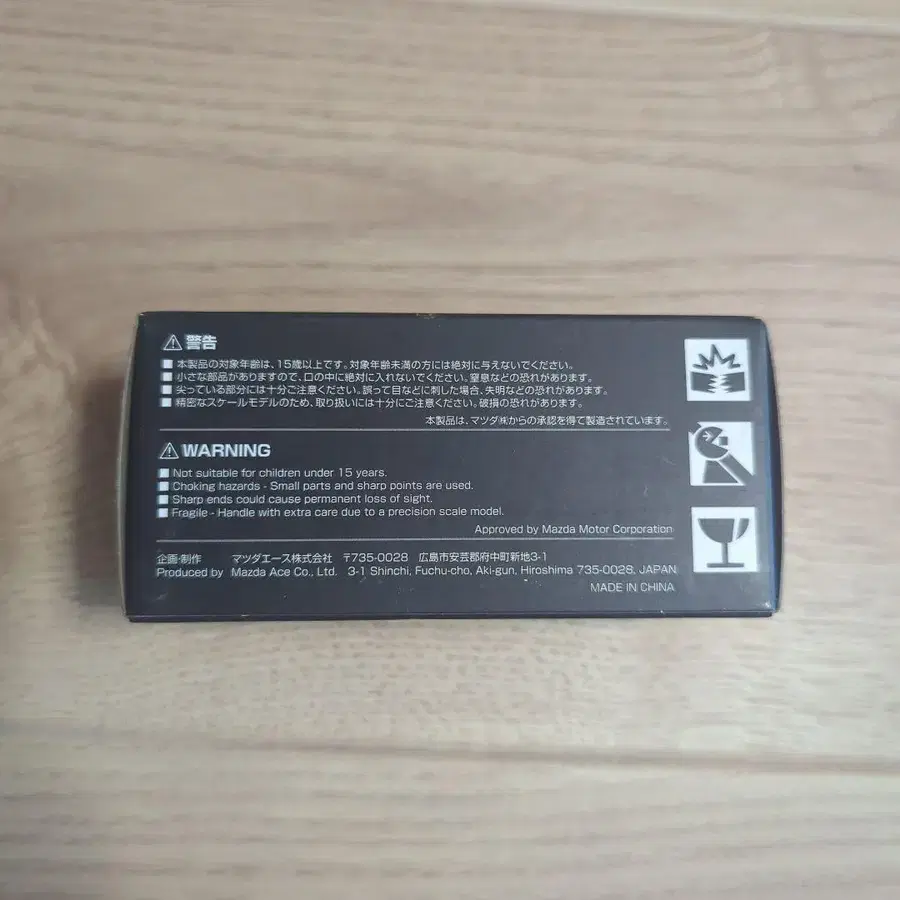 ⚠警告
■ 本製品の対象年齢は、15歳以上です。対象年齢未満の方には絶対に与えないでください。
■ 小さな部品がありますので、口の中に絶対に入れないでください。窒息などの恐れがあります。
■ 尖っている部分には十分ご注意ください。誤って目などに刺した場合、失明などの恐れがあります。
■ 精密なスケールモデルのため、取り扱いには十分にご注意ください。破損の恐れがあります。
本製品は、マツダ㈱からの承認を得て製造されています。
⚠WARNING
■ Not suitable for children under 15 years.
■ Choking hazards - Small parts and sharp points are used.
■ Sharp ends could cause permanent loss of sight.
■ Fragile - Handle with extra care due to a precision scale model.
Approved by Mazda Motor Corporation
企画・制作 マツダエース株式会社 〒735-0028 広島市安芸郡府中町新地3-1
Produced by Mazda Ace Co., Ltd. 3-1 Shinchi, Fuchu-cho, Aki-gun, Hiroshima 735-0028, JAPAN
MADE IN CHINA